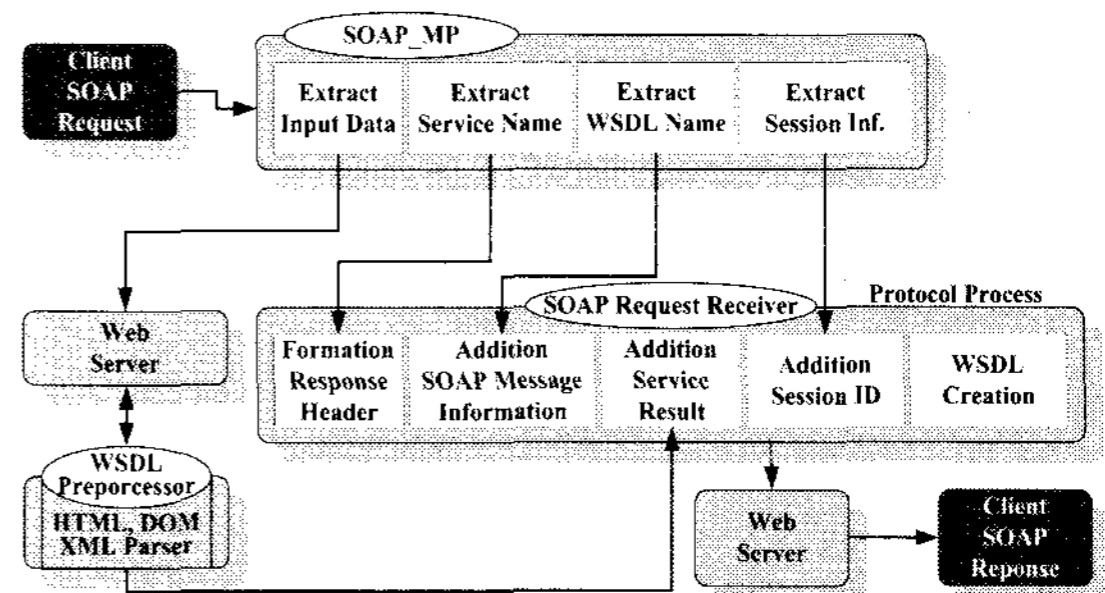 SOAP_MP
Client
SOAP
Request
Extract
Input Data
Extract
Service Name
Extract
WSDL Name
Extract
Session Inf.
SOAP Request Receiver
Protocol Process
Web
Server
Formation
Response
Header
Addition
SOAP Message
Information
Addition
Service
Result
Addition
Session ID
WSDL
Creation
WSDL
Preporcessor
HTML, DOM
XML Parser
Web
Server
Client
SOAP
Reponse